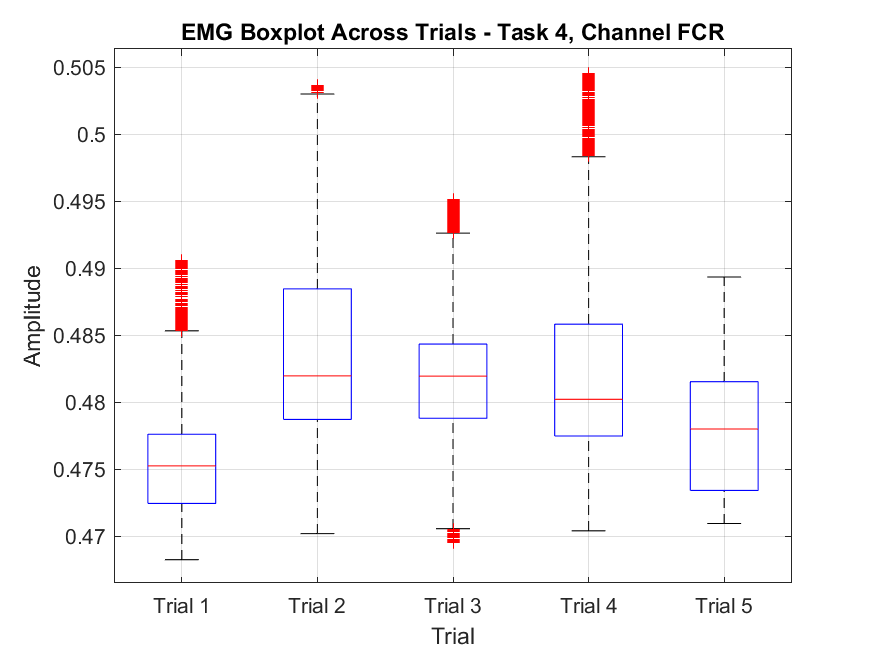 EMG Boxplot Across Trials - Task 4, Channel FCR
0.505
0.5
0.495
0.49
0.485
0.48
0.475
0.47
Amplitude
Trial 1
Trial 2
Trial 3
Trial 4
Trial 5
Trial